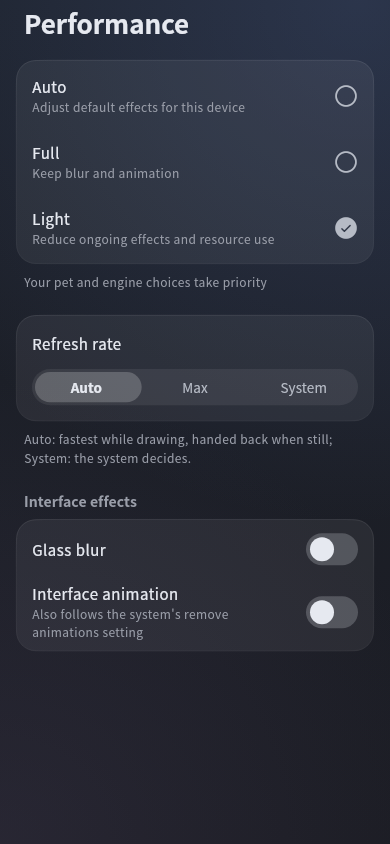 Performance
Auto
Adjust default effects for this device
Full
Keep blur and animation
Light
Reduce ongoing effects and resource use
Your pet and engine choices take priority
Refresh rate
Auto Max System
Auto: fastest while drawing, handed back when still;
System: the system decides.
Interface effects
Glass blur
Interface animation
Also follows the system's remove
animations setting